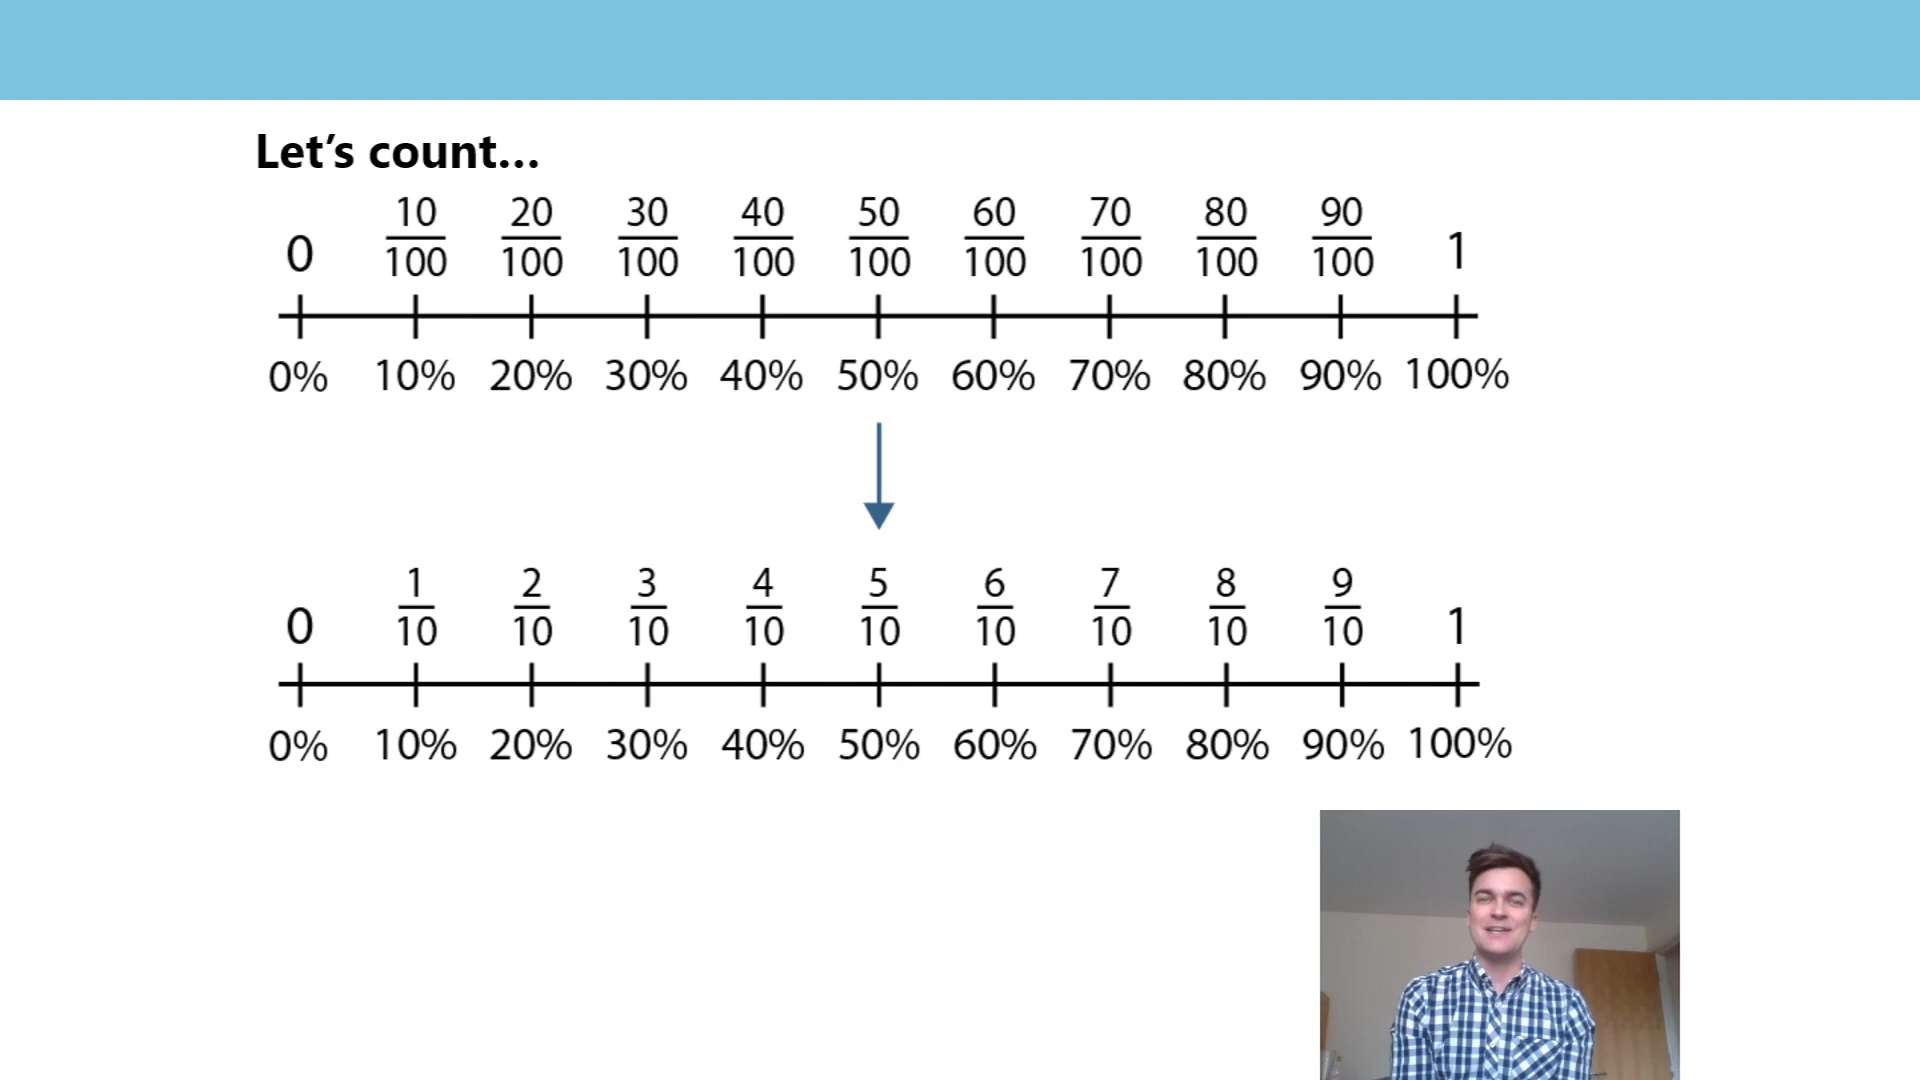 Let’s count...
0 10/100 20/100 30/100 40/100 50/100 60/100 70/100 80/100 90/100 1
0% 10% 20% 30% 40% 50% 60% 70% 80% 90% 100%
0 1/10 2/10 3/10 4/10 5/10 6/10 7/10 8/10 9/10 1
0% 10% 20% 30% 40% 50% 60% 70% 80% 90% 100%